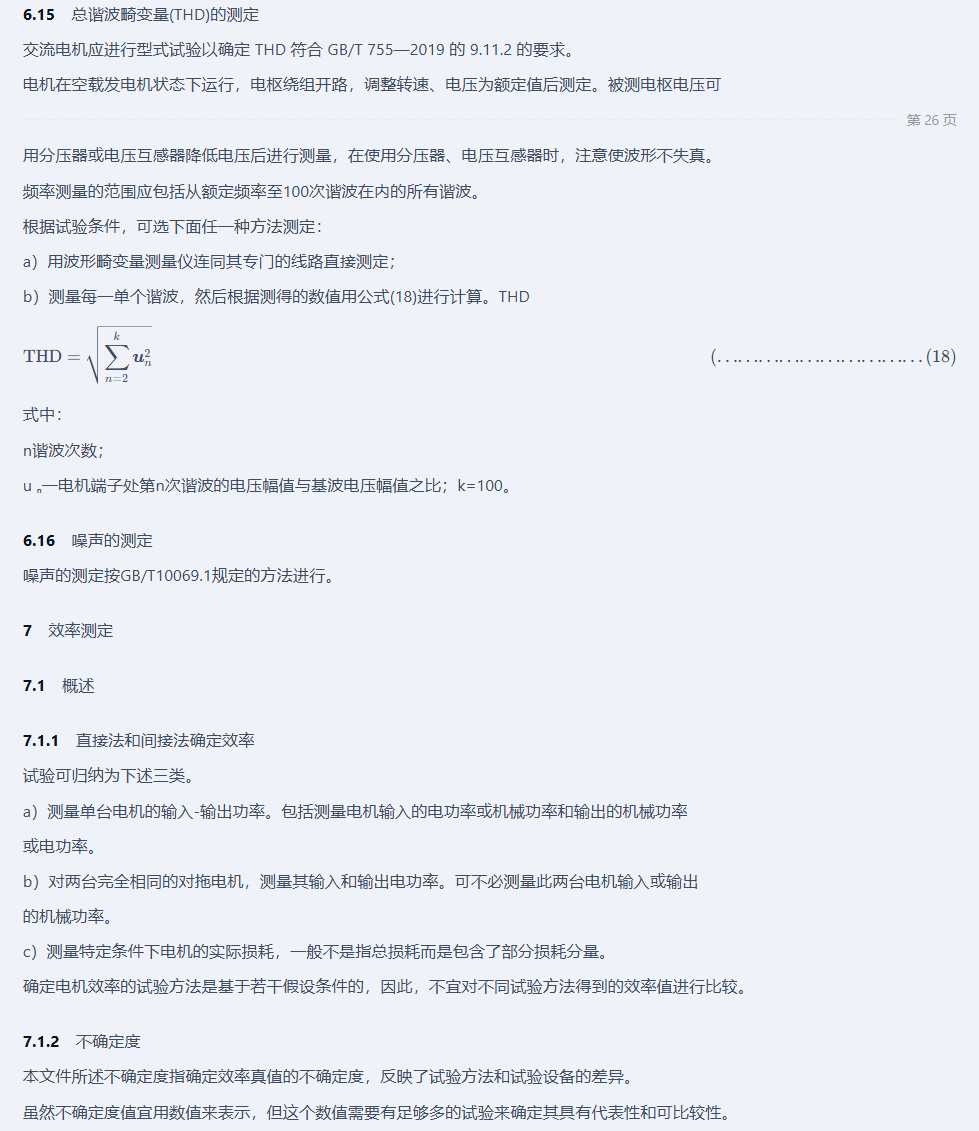 6.15 总谐波畸变量(THD)的测定
交流电机应进行型式试验以确定 THD 符合 GB/T 755—2019 的 9.11.2 的要求。
电机在空载发电机状态下运行，电枢绕组开路，调整转速、电压为额定值后测定。被测电枢电压可
第 26 页
用分压器或电压互感器降低电压后进行测量，在使用分压器、电压互感器时，注意使波形不失真。
频率测量的范围应包括从额定频率至100次谐波在内的所有谐波。
根据试验条件，可选下面任一种方法测定：
a）用波形畸变量测量仪连同其专门的线路直接测定；
b）测量每一单个谐波，然后根据测得的数值用公式(18)进行计算。THD
THD = √∑_{n=2}^{k} u_n^2 (…………………………(18)
式中：
n谐波次数；
u ₙ—电机端子处第n次谐波的电压幅值与基波电压幅值之比；k=100。
6.16 噪声的测定
噪声的测定按GB/T10069.1规定的方法进行。
7 效率测定
7.1 概述
7.1.1 直接法和间接法确定效率
试验可归纳为下述三类。
a）测量单台电机的输入-输出功率。包括测量电机输入的电功率或机械功率和输出的机械功率
或电功率。
b）对两台完全相同的对拖电机，测量其输入和输出电功率。可不必测量此两台电机输入或输出
的机械功率。
c）测量特定条件下电机的实际损耗，一般不是指总损耗而是包含了部分损耗分量。
确定电机效率的试验方法是基于若干假设条件的，因此，不宜对不同试验方法得到的效率值进行比较。
7.1.2 不确定度
本文件所述不确定度指确定效率真值的不确定度，反映了试验方法和试验设备的差异。
虽然不确定度值宜用数值来表示，但这个数值需要有足够多的试验来确定其具有代表性和可比较性。